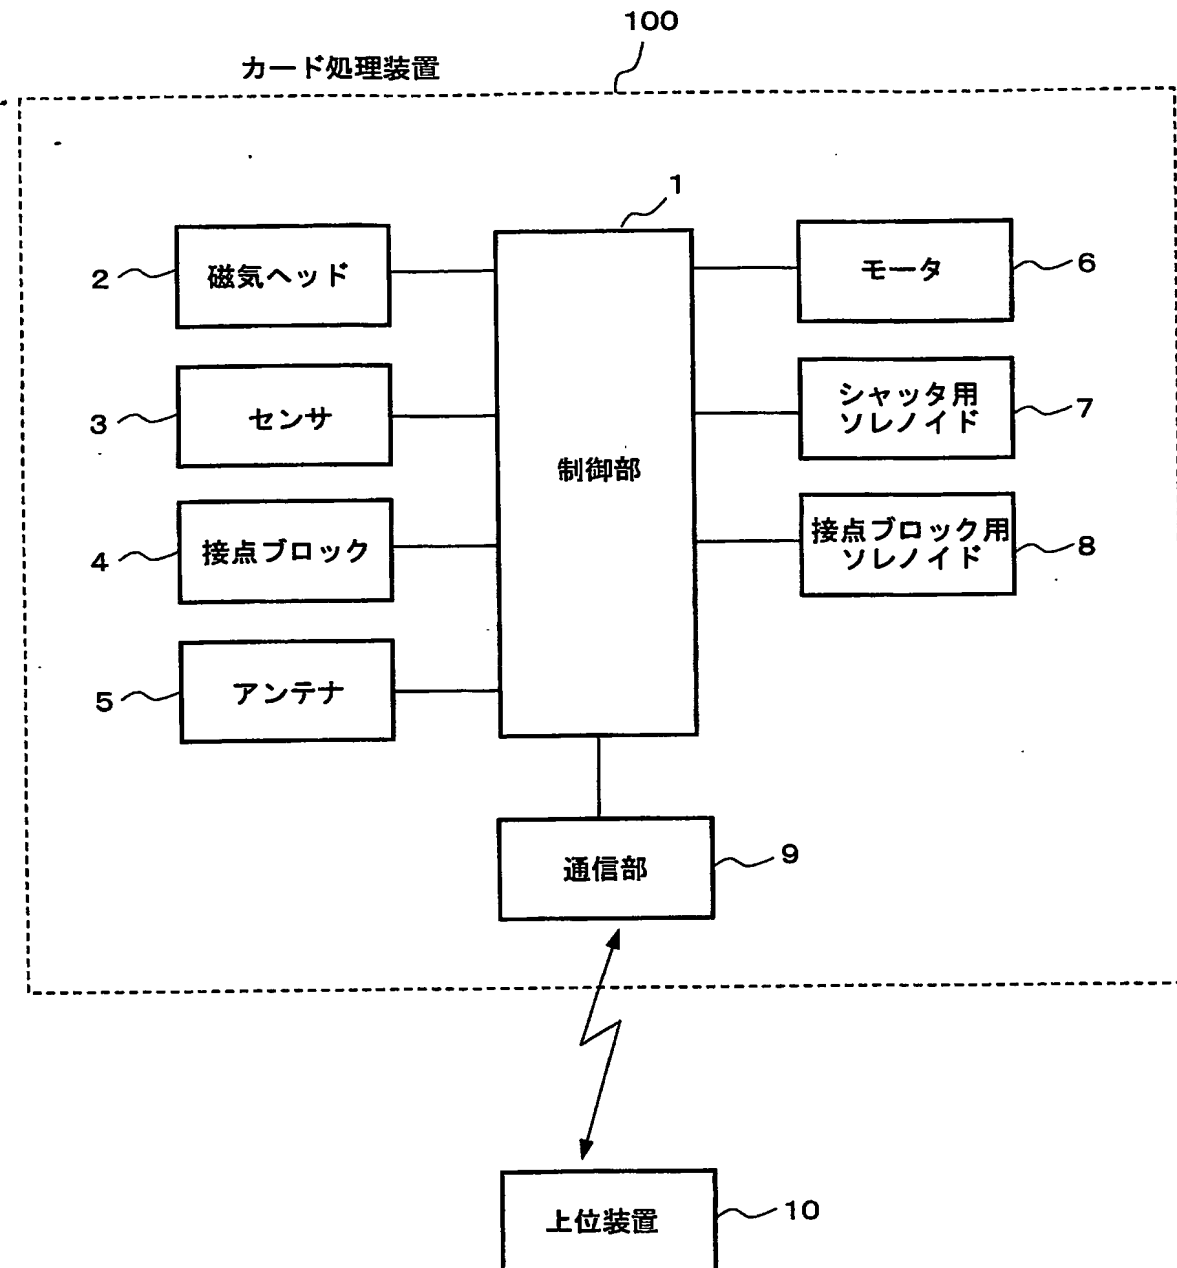 100
カード処理装置
1
2
磁気ヘッド
モータ
6
3
センサ
シャッタ用
ソレノイド
7
制御部
4
接点ブロック
接点ブロック用
ソレノイド
8
5
アンテナ
通信部
9
上位装置
10